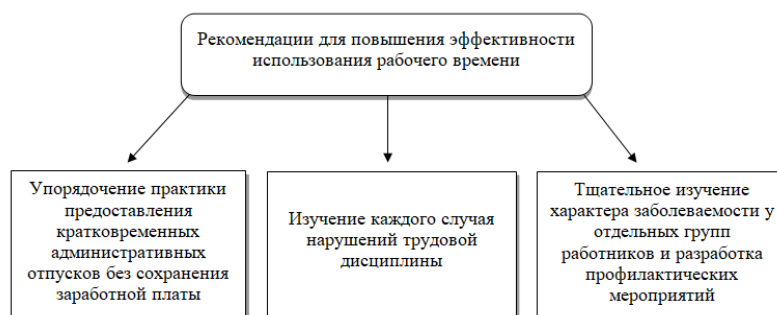 Рекомендации для повышения эффективности
использования рабочего времени
Упорядочение практики
предоставления
кратковременных
административных
отпусков без сохранения
заработной платы
Изучение каждого случая
нарушений трудовой
дисциплины
Тщательное изучение
характера заболеваемости у
отдельных групп
работников и разработка
профилактических
мероприятий